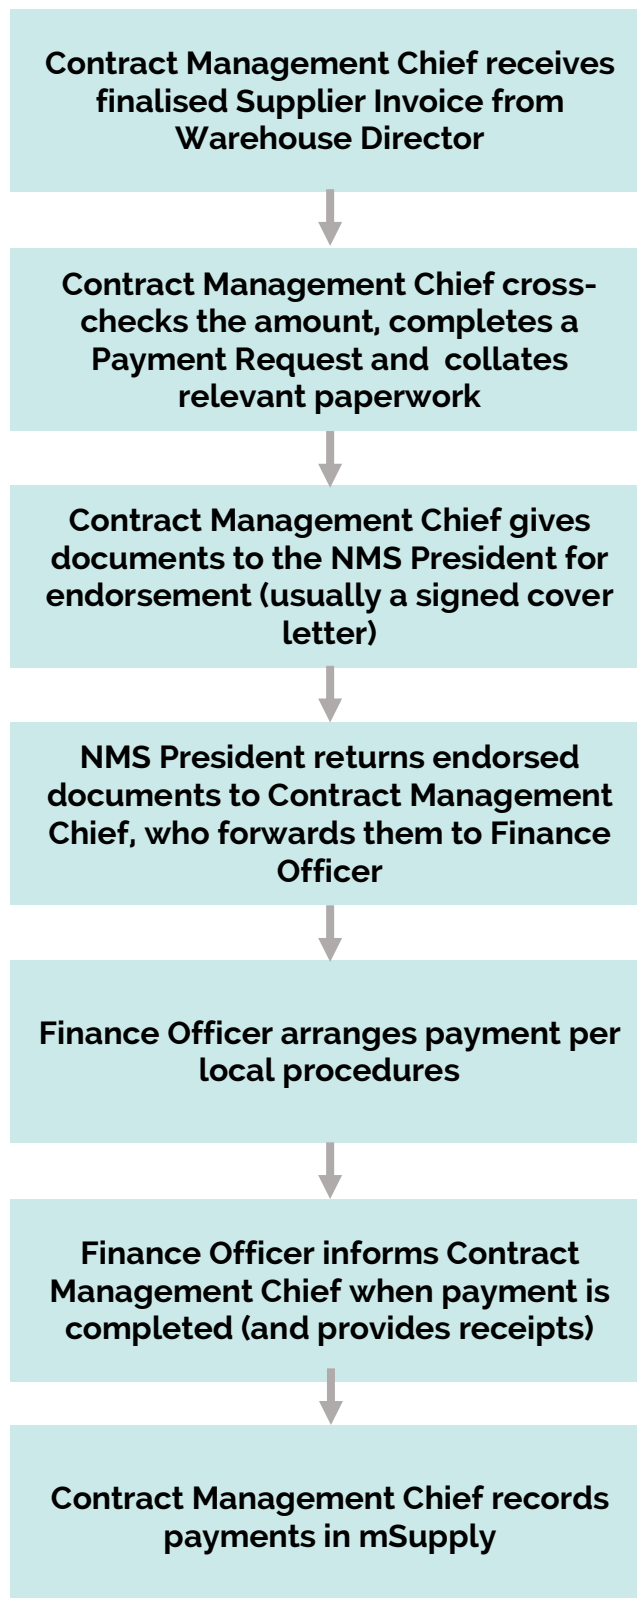 Contract Management Chief receives
finalised Supplier Invoice from
Warehouse Director
Contract Management Chief cross-
checks the amount, completes a
Payment Request and  collates
relevant paperwork
Contract Management Chief gives
documents to the NMS President for
endorsement (usually a signed cover
letter)
NMS President returns endorsed
documents to Contract Management
Chief, who forwards them to Finance
Officer
Finance Officer arranges payment per
local procedures
Finance Officer informs Contract
Management Chief when payment is
completed (and provides receipts)
Contract Management Chief records
payments in mSupply